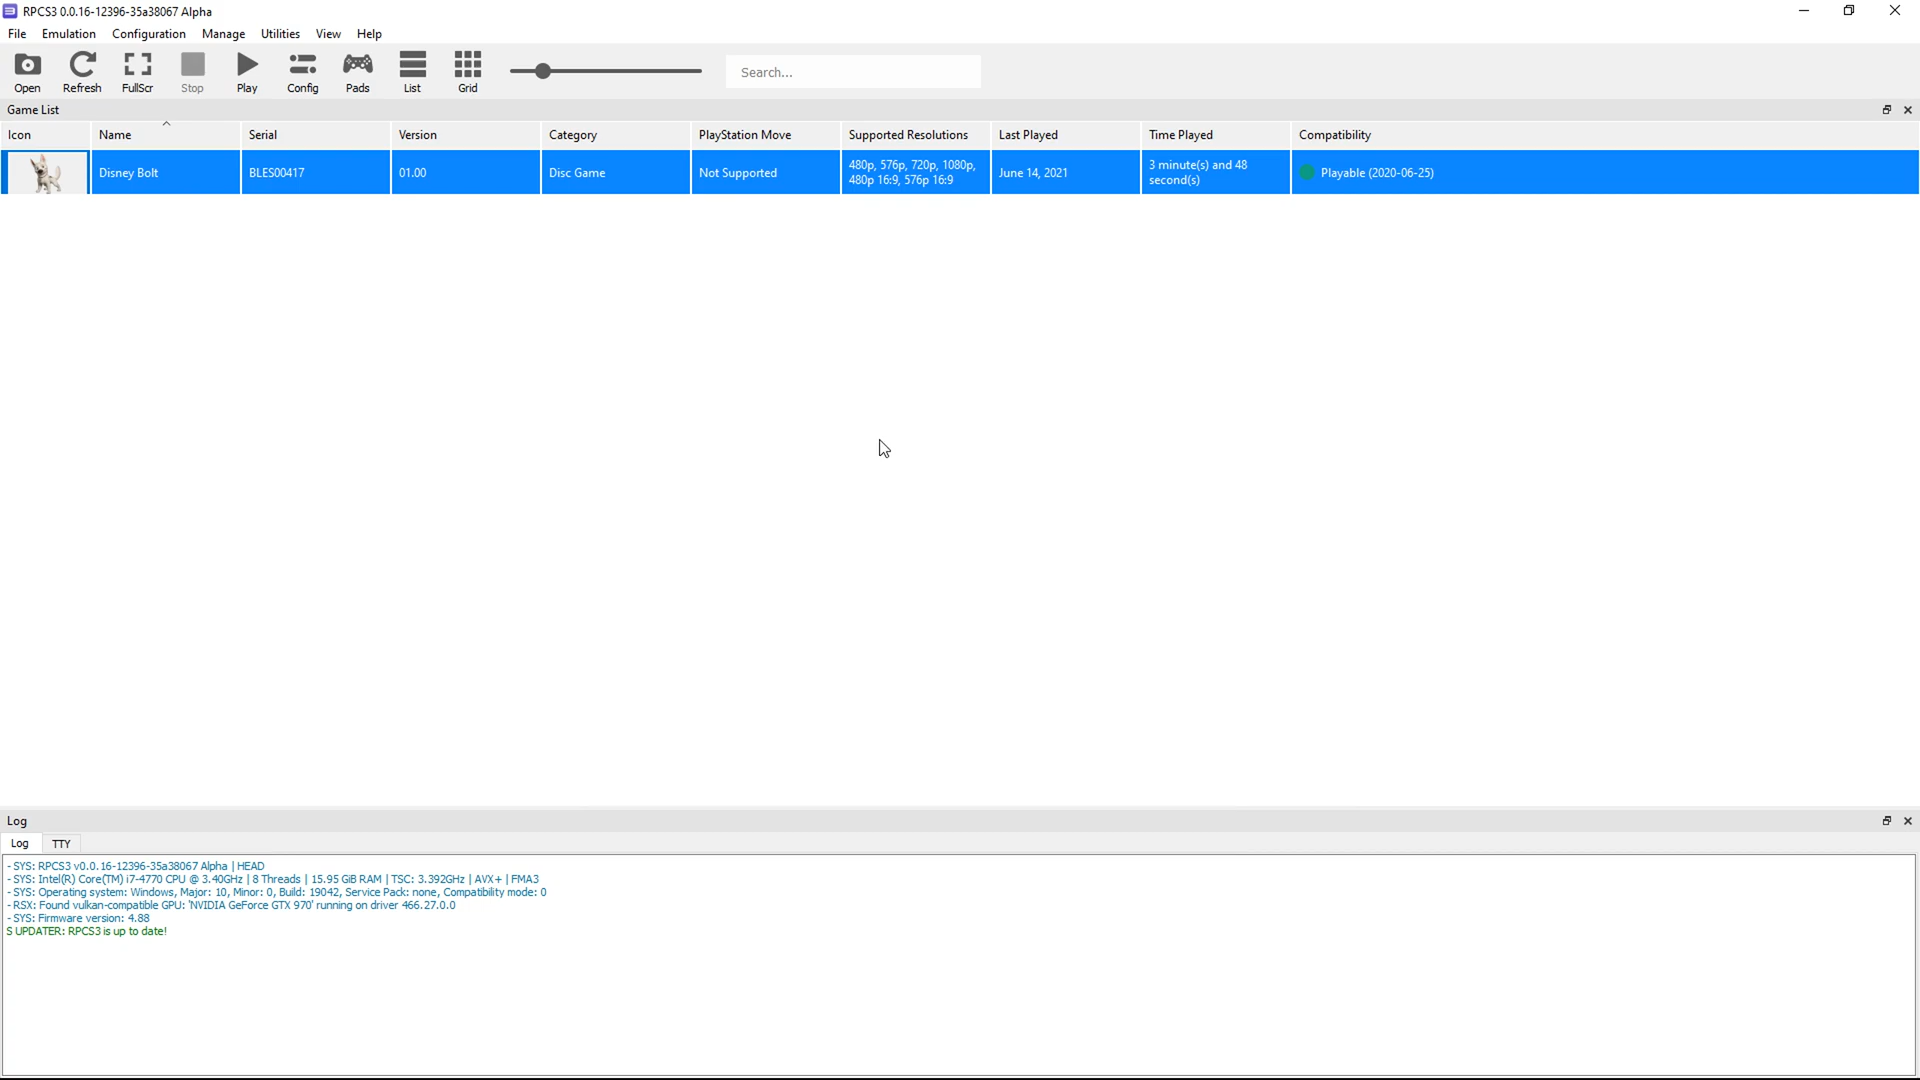 RPCS3 0.0.16-12396-35a38067 Alpha
File Emulation Configuration Manage Utilities View Help
Open Refresh FullScr Stop Play Config Pads List Grid Search...
Game List
Icon Name Serial Version Category PlayStation Move Supported Resolutions Last Played Time Played Compatibility
Disney Bolt BLES00417 01.00 Disc Game Not Supported 480p, 576p, 720p, 1080p, 480p 16:9, 576p 16:9 June 14, 2021 3 minute(s) and 48 second(s) Playable (2020-06-25)
Log
Log TTY
- SYS: RPCS3 v0.0.16-12396-35a38067 Alpha | HEAD
- SYS: Intel(R) Core(TM) i7-4770 CPU @ 3.40GHz | 8 Threads | 15.95 GiB RAM | TSC: 3.392GHz | AVX+ | FMA3
- SYS: Operating system: Windows, Major: 10, Minor: 0, Build: 19042, Service Pack: none, Compatibility mode: 0
- RSX: Found vulkan-compatible GPU: 'NVIDIA GeForce GTX 970' running on driver 466.27.0.0
- SYS: Firmware version: 4.88
S UPDATER: RPCS3 is up to date!